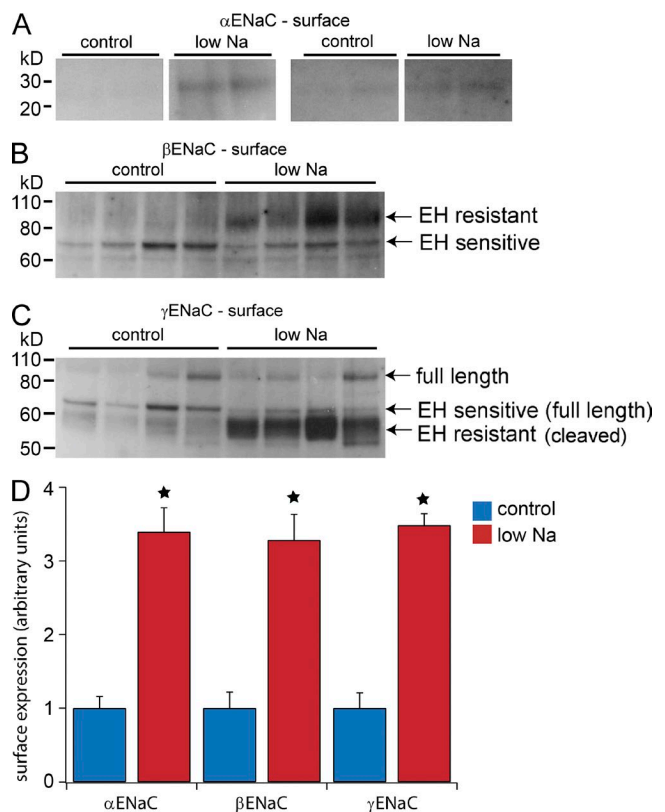 A
αENaC - surface
control low Na control low Na
kD
30
20
B
βENaC - surface
control low Na
kD
110
80
60
EH resistant
EH sensitive
C
γENaC - surface
control low Na
kD
110
80
60
50
full length
EH sensitive (full length)
EH resistant (cleaved)
D
surface expression (arbitrary units)
4
3
2
1
0
control
low Na
αENaC βENaC γENaC